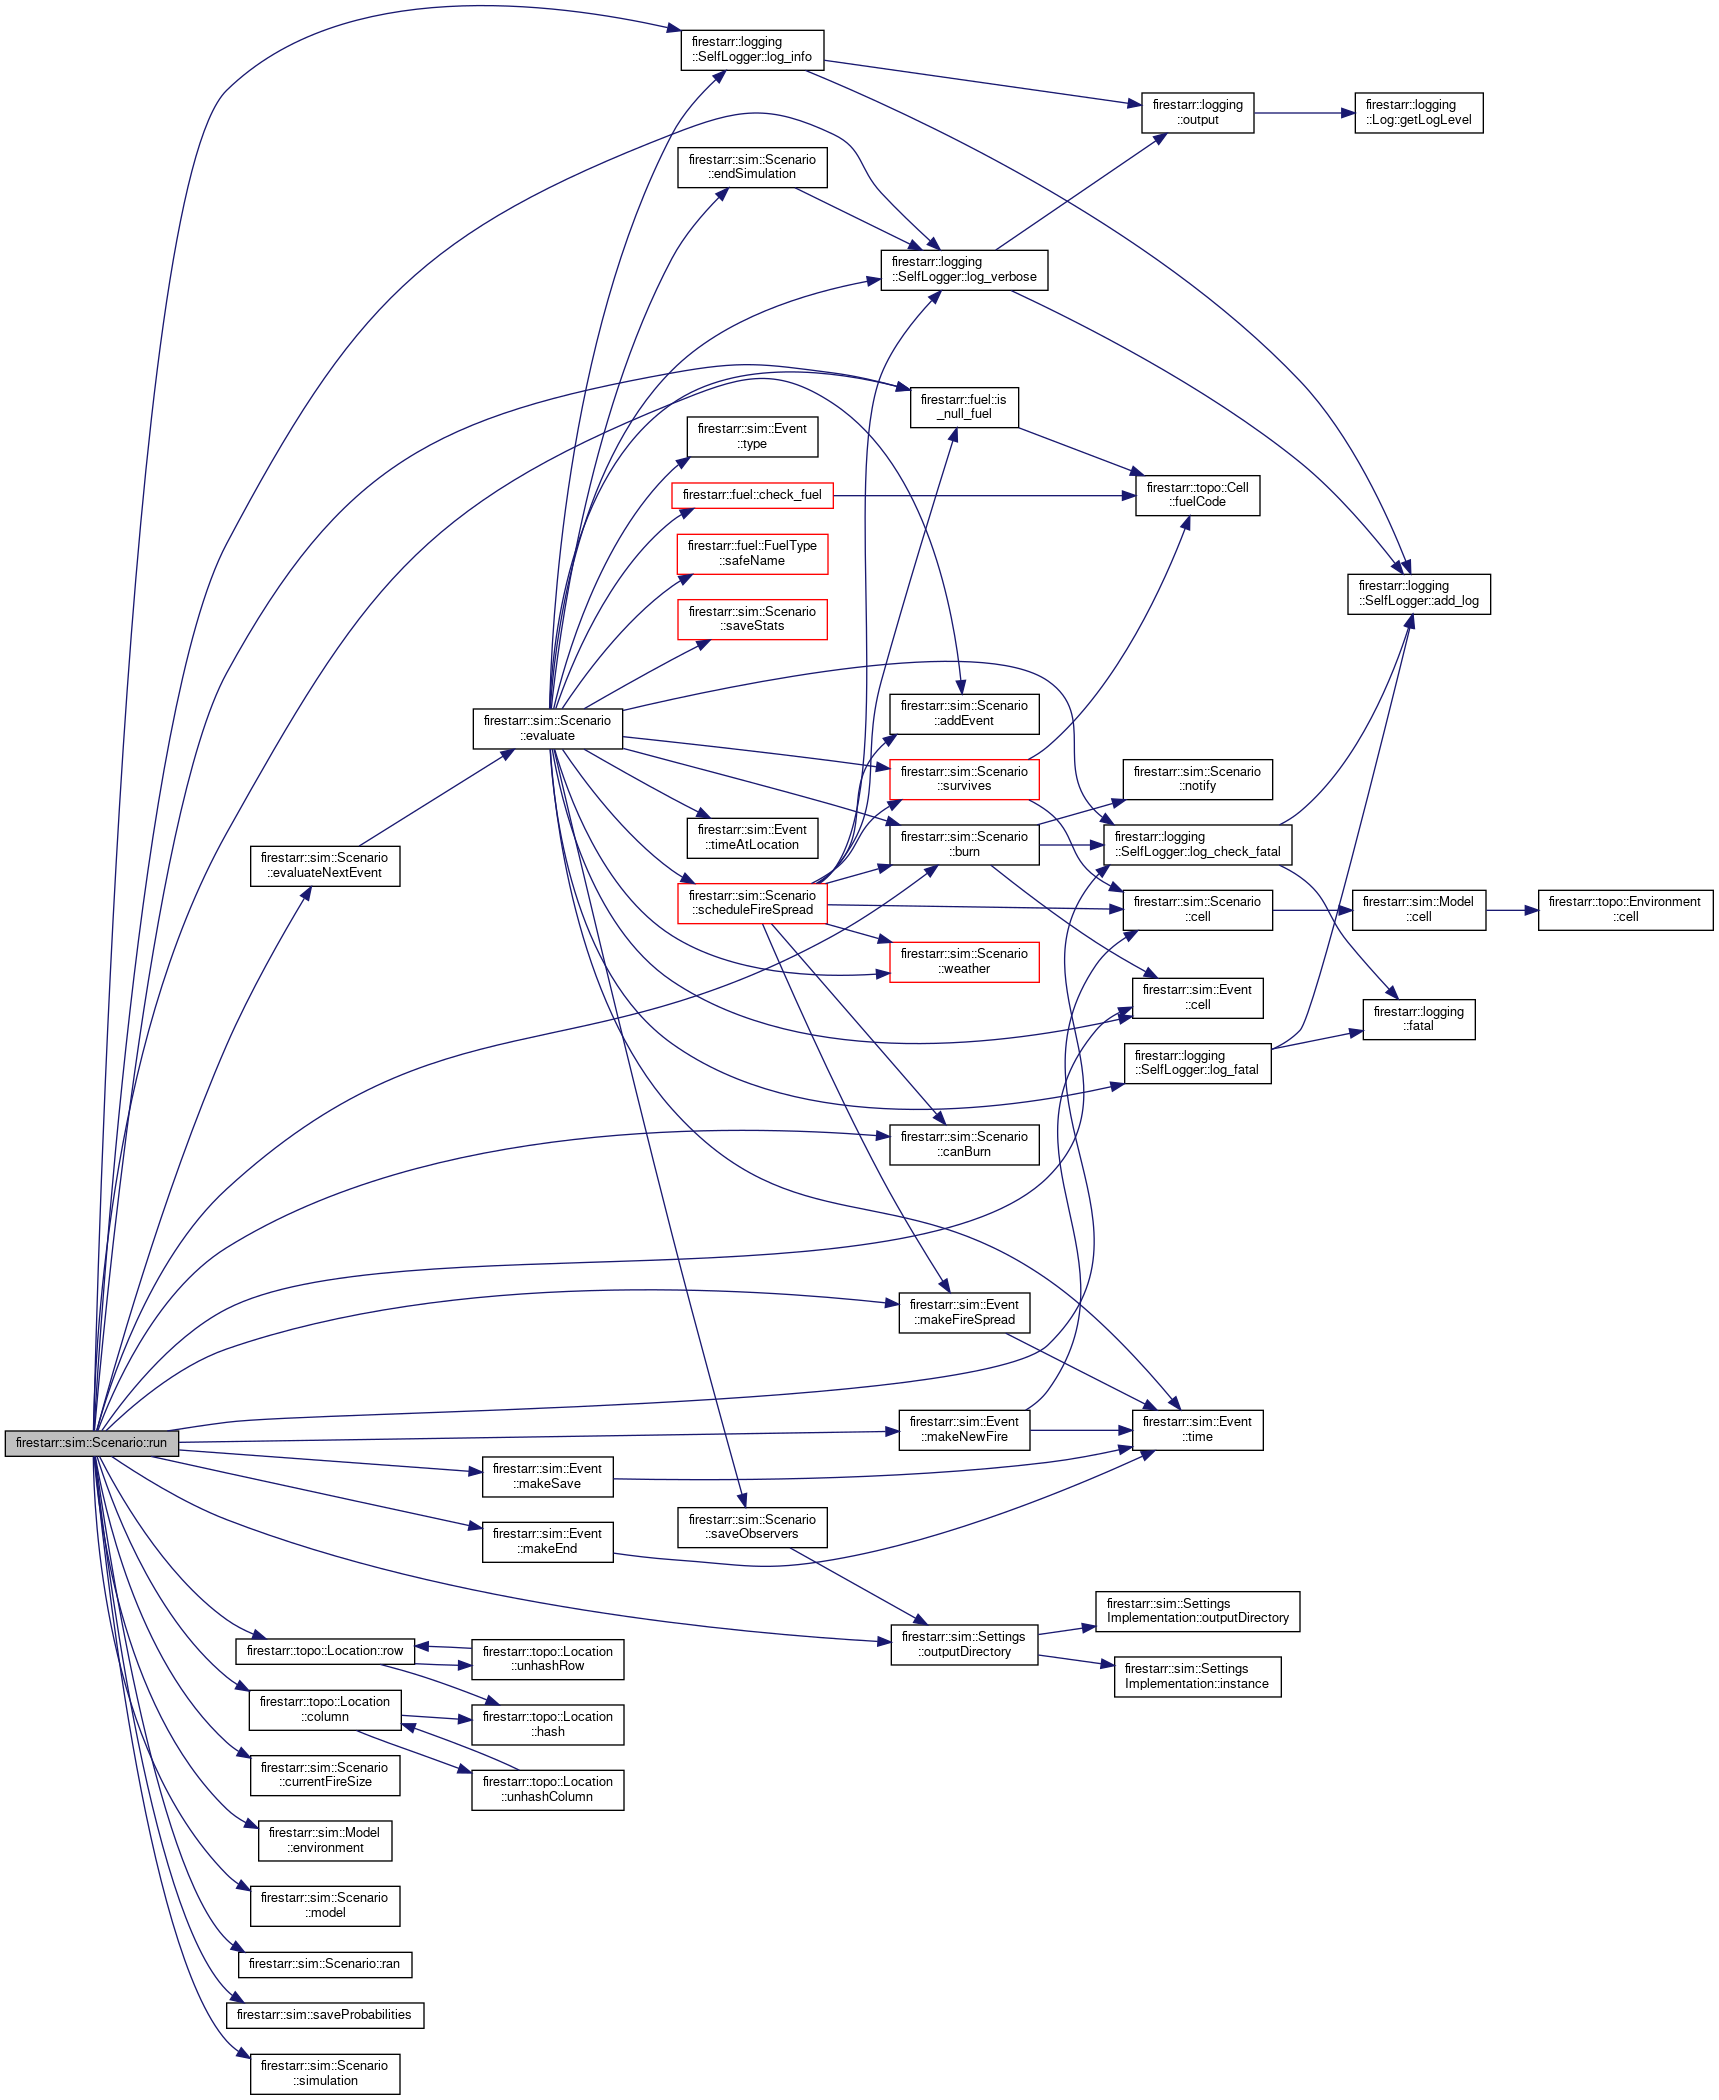 firestarr::logging
::SelfLogger::log_info
firestarr::logging
::output
firestarr::logging
::Log::getLogLevel
firestarr::sim::Scenario
::endSimulation
firestarr::logging
::SelfLogger::log_verbose
firestarr::fuel::is
_null_fuel
firestarr::sim::Event
::type
firestarr::fuel::check_fuel
firestarr::topo::Cell
::fuelCode
firestarr::fuel::FuelType
::safeName
firestarr::logging
::SelfLogger::add_log
firestarr::sim::Scenario
::saveStats
firestarr::sim::Scenario
::evaluate
firestarr::sim::Scenario
::addEvent
firestarr::sim::Scenario
::survives
firestarr::sim::Scenario
::notify
firestarr::sim::Event
::timeAtLocation
firestarr::sim::Scenario
::burn
firestarr::logging
::SelfLogger::log_check_fatal
firestarr::sim::Scenario
::evaluateNextEvent
firestarr::sim::Scenario
::scheduleFireSpread
firestarr::sim::Scenario
::cell
firestarr::sim::Model
::cell
firestarr::topo::Environment
::cell
firestarr::sim::Scenario
::weather
firestarr::sim::Event
::cell
firestarr::logging
::fatal
firestarr::logging
::SelfLogger::log_fatal
firestarr::sim::Scenario
::canBurn
firestarr::sim::Event
::makeFireSpread
firestarr::sim::Scenario::run
firestarr::sim::Event
::makeNewFire
firestarr::sim::Event
::time
firestarr::sim::Event
::makeSave
firestarr::sim::Event
::makeEnd
firestarr::sim::Scenario
::saveObservers
firestarr::sim::Settings
Implementation::outputDirectory
firestarr::sim::Settings
::outputDirectory
firestarr::sim::Settings
Implementation::instance
firestarr::topo::Location::row
firestarr::topo::Location
::unhashRow
firestarr::topo::Location
::column
firestarr::topo::Location
::hash
firestarr::sim::Scenario
::currentFireSize
firestarr::topo::Location
::unhashColumn
firestarr::sim::Model
::environment
firestarr::sim::Scenario
::model
firestarr::sim::Scenario::ran
firestarr::sim::saveProbabilities
firestarr::sim::Scenario
::simulation